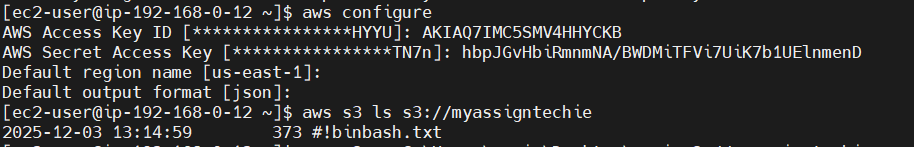 [ec2-user@ip-192-168-0-12 ~]$ aws configure
AWS Access Key ID [****************HYYU]: AKIAQ7IMC5SMV4HHYCKB
AWS Secret Access Key [****************TN7n]: 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
Default region name [us-east-1]:
Default output format [json]:
[ec2-user@ip-192-168-0-12 ~]$ aws s3 ls s3://myassigntechie
2025-12-03 13:14:59        373 #!binbash.txt